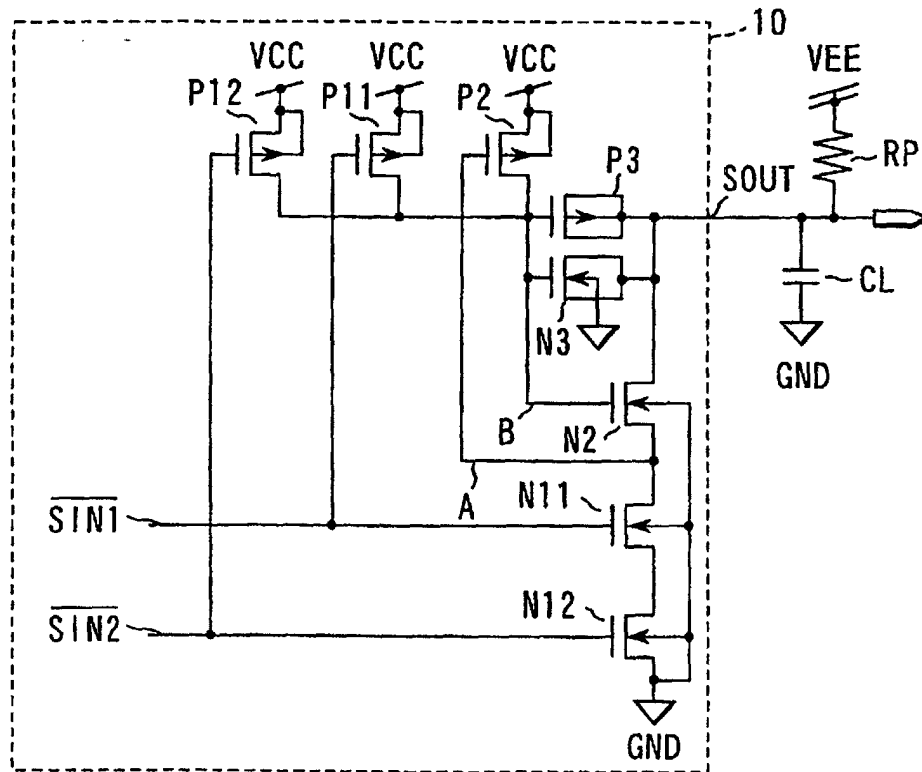 10
VCC
VCC
VCC
VEE
P12
P11
P2
P3
RP
SOUT
CL
N3
GND
B
N2
A
N11
SIN1
N12
SIN2
GND